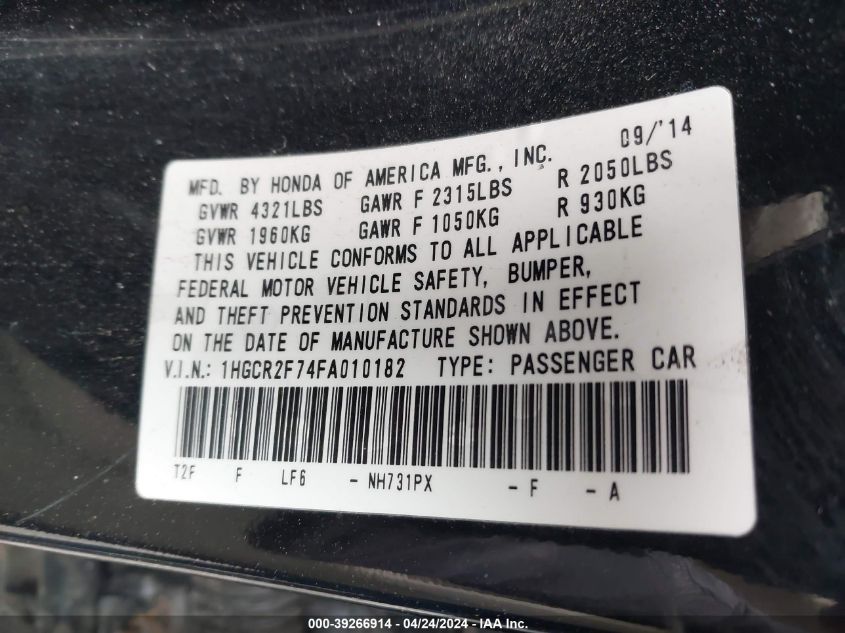 09/'14
MFD. BY HONDA OF AMERICA MFG., INC.
GVWR 4321LBS GAWR F 2315LBS R 2050LBS
GVWR 1960KG GAWR F 1050KG R 930KG
THIS VEHICLE CONFORMS TO ALL APPLICABLE
FEDERAL MOTOR VEHICLE SAFETY, BUMPER,
AND THEFT PREVENTION STANDARDS IN EFFECT
ON THE DATE OF MANUFACTURE SHOWN ABOVE.
V.I.N.: 1HGCR2F74FA010182 TYPE: PASSENGER CAR
T2F F LF6 - NH731PX - F - A
000-39266914 - 04/24/2024 - IAA Inc.